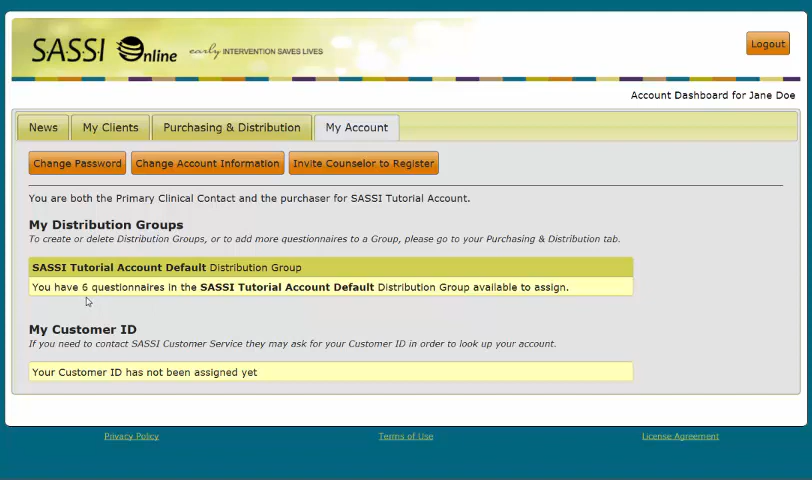 SASSI Online early INTERVENTION SAVES LIVES
Logout
Account Dashboard for Jane Doe
News My Clients Purchasing & Distribution My Account
Change Password Change Account Information Invite Counselor to Register
You are both the Primary Clinical Contact and the purchaser for SASSI Tutorial Account.
My Distribution Groups
To create or delete Distribution Groups, or to add more questionnaires to a Group, please go to your Purchasing & Distribution tab.
SASSI Tutorial Account Default Distribution Group
You have 6 questionnaires in the SASSI Tutorial Account Default Distribution Group available to assign.
My Customer ID
If you need to contact SASSI Customer Service they may ask for your Customer ID in order to look up your account.
Your Customer ID has not been assigned yet
Privacy Policy Terms of Use License Agreement